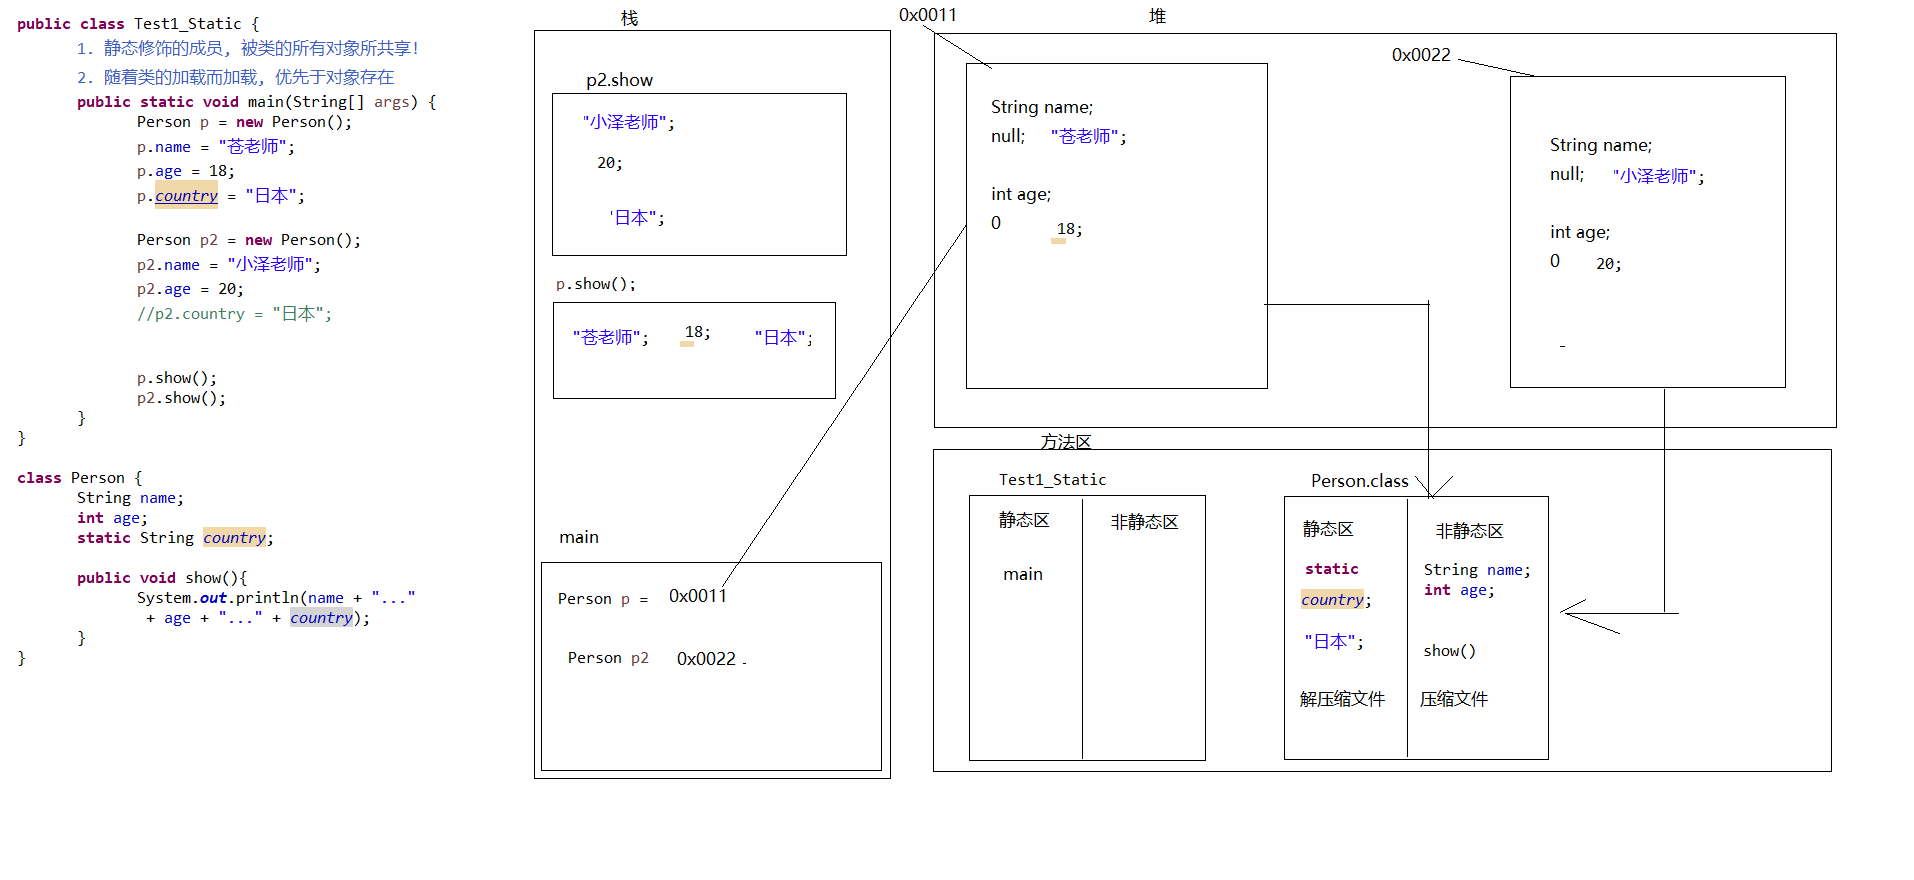 public class Test1_Static {
1. 静态修饰的成员, 被类的所有对象所共享!
2. 随着类的加载而加载, 优先于对象存在
public static void main(String[] args) {
Person p = new Person();
p.name = "苍老师";
p.age = 18;
p.country = "日本";
Person p2 = new Person();
p2.name = "小泽老师";
p2.age = 20;
//p2.country = "日本";
p.show();
p2.show();
}
}
class Person {
String name;
int age;
static String country;
public void show(){
System.out.println(name + "..."
+ age + "..." + country);
}
}
栈
p2.show
"小泽老师";
20;
'日本";
p.show();
"苍老师"; 18; "日本";
main
Person p = 0x0011
Person p2 0x0022
堆
0x0011
String name;
null; "苍老师";
int age;
0 18;
0x0022
String name;
null; "小泽老师";
int age;
0 20;
方法区
Test1_Static
静态区 非静态区
main
Person.class
静态区
static
country;
"日本";
解压缩文件
非静态区
String name;
int age;
show()
压缩文件